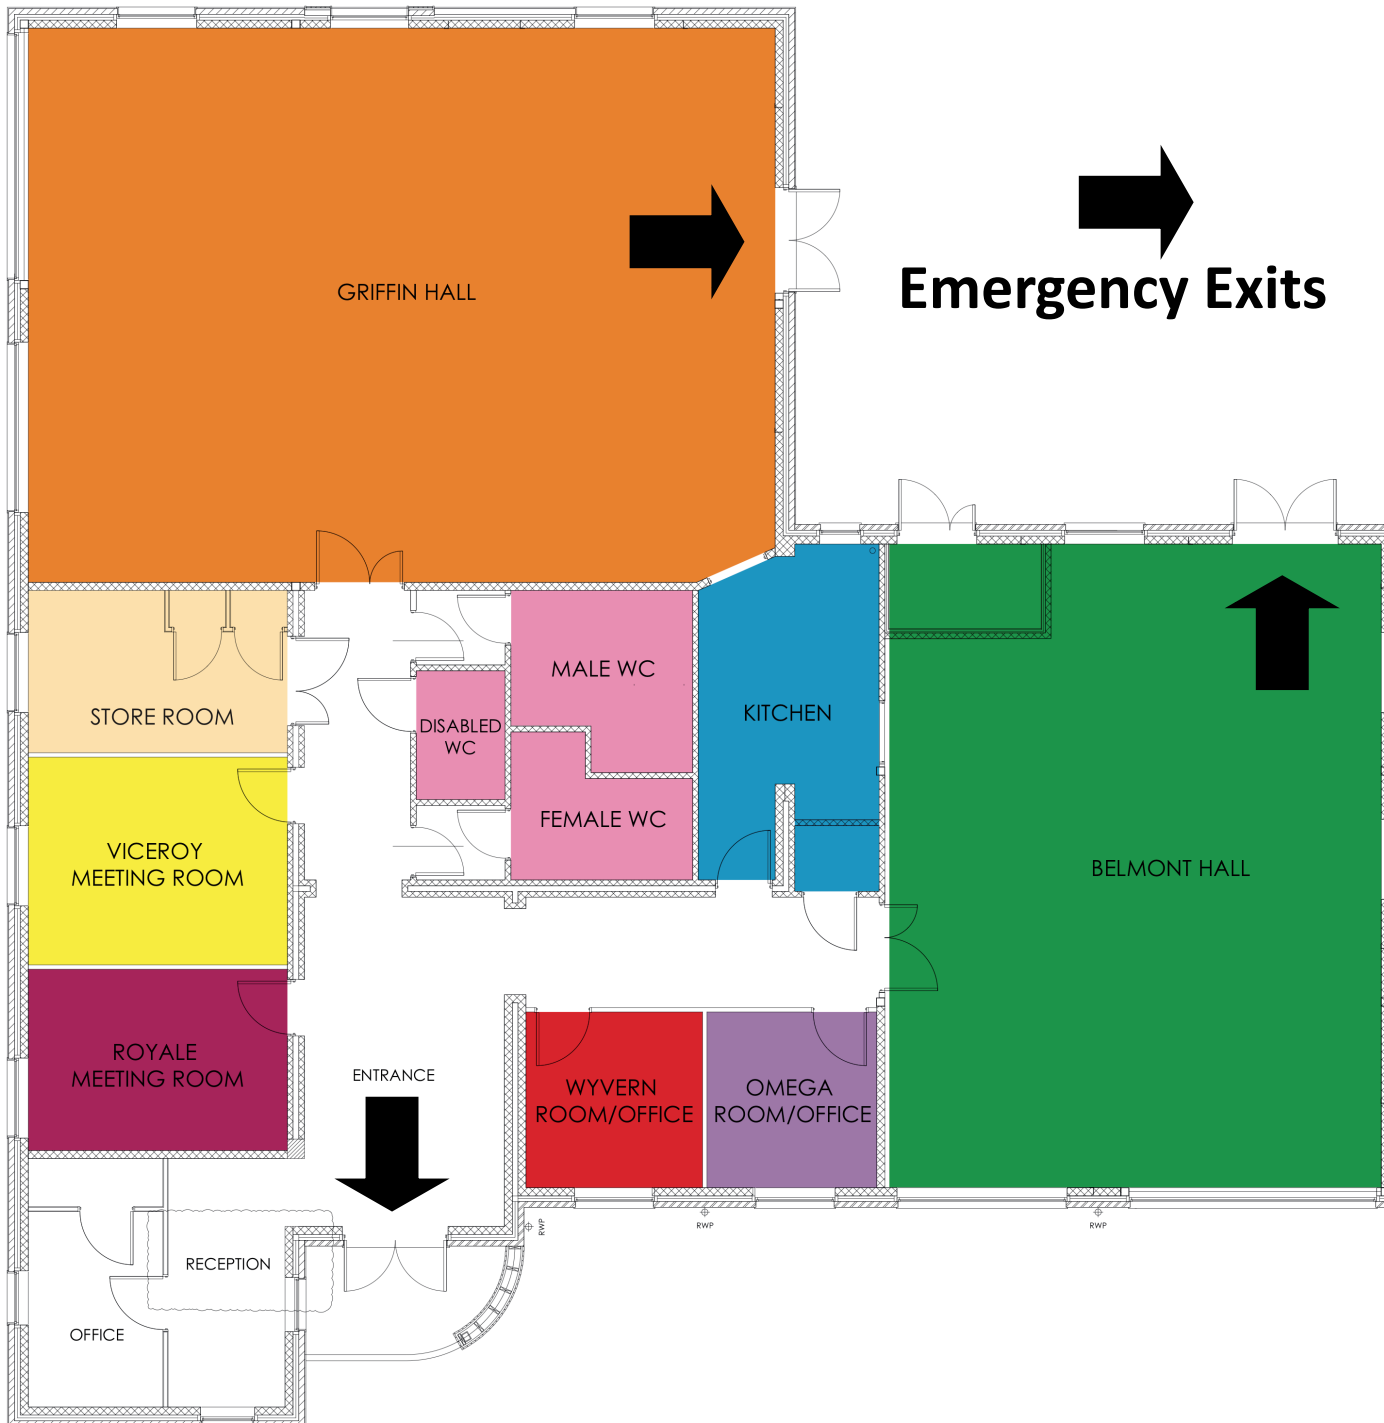 Emergency Exits
GRIFFIN HALL
STORE ROOM
MALE WC
DISABLED
WC
KITCHEN
FEMALE WC
VICEROY
MEETING ROOM
BELMONT HALL
ROYALE
MEETING ROOM
ENTRANCE
WYVERN
ROOM/OFFICE
OMEGA
ROOM/OFFICE
RWP
RWP
RWP
RECEPTION
OFFICE